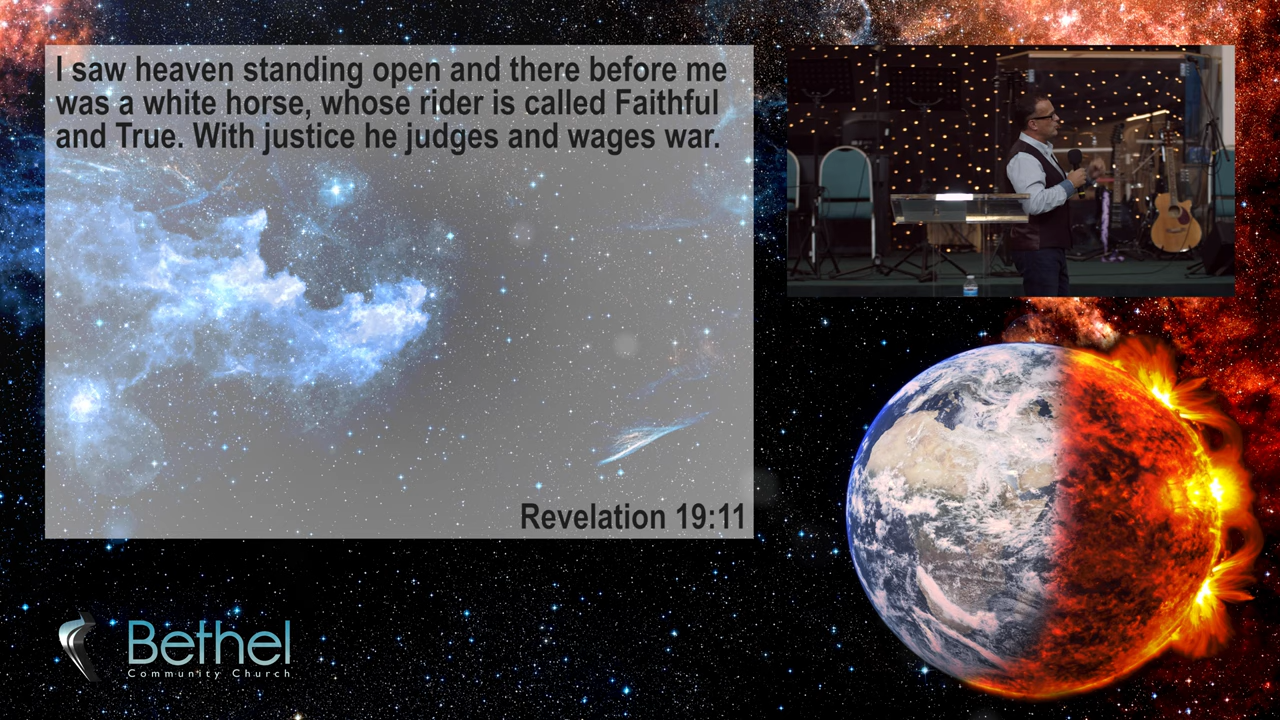 I saw heaven standing open and there before me
was a white horse, whose rider is called Faithful
and True. With justice he judges and wages war.
Revelation 19:11
Bethel
Community Church